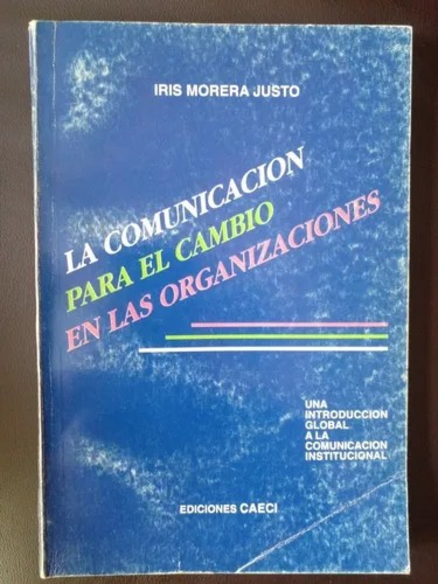 IRIS MORERA JUSTO
LA COMUNICACION
PARA EL CAMBIO
EN LAS ORGANIZACIONES
UNA
INTRODUCCION
GLOBAL
A LA
COMUNICACION
INSTITUCIONAL
EDICIONES CAECI